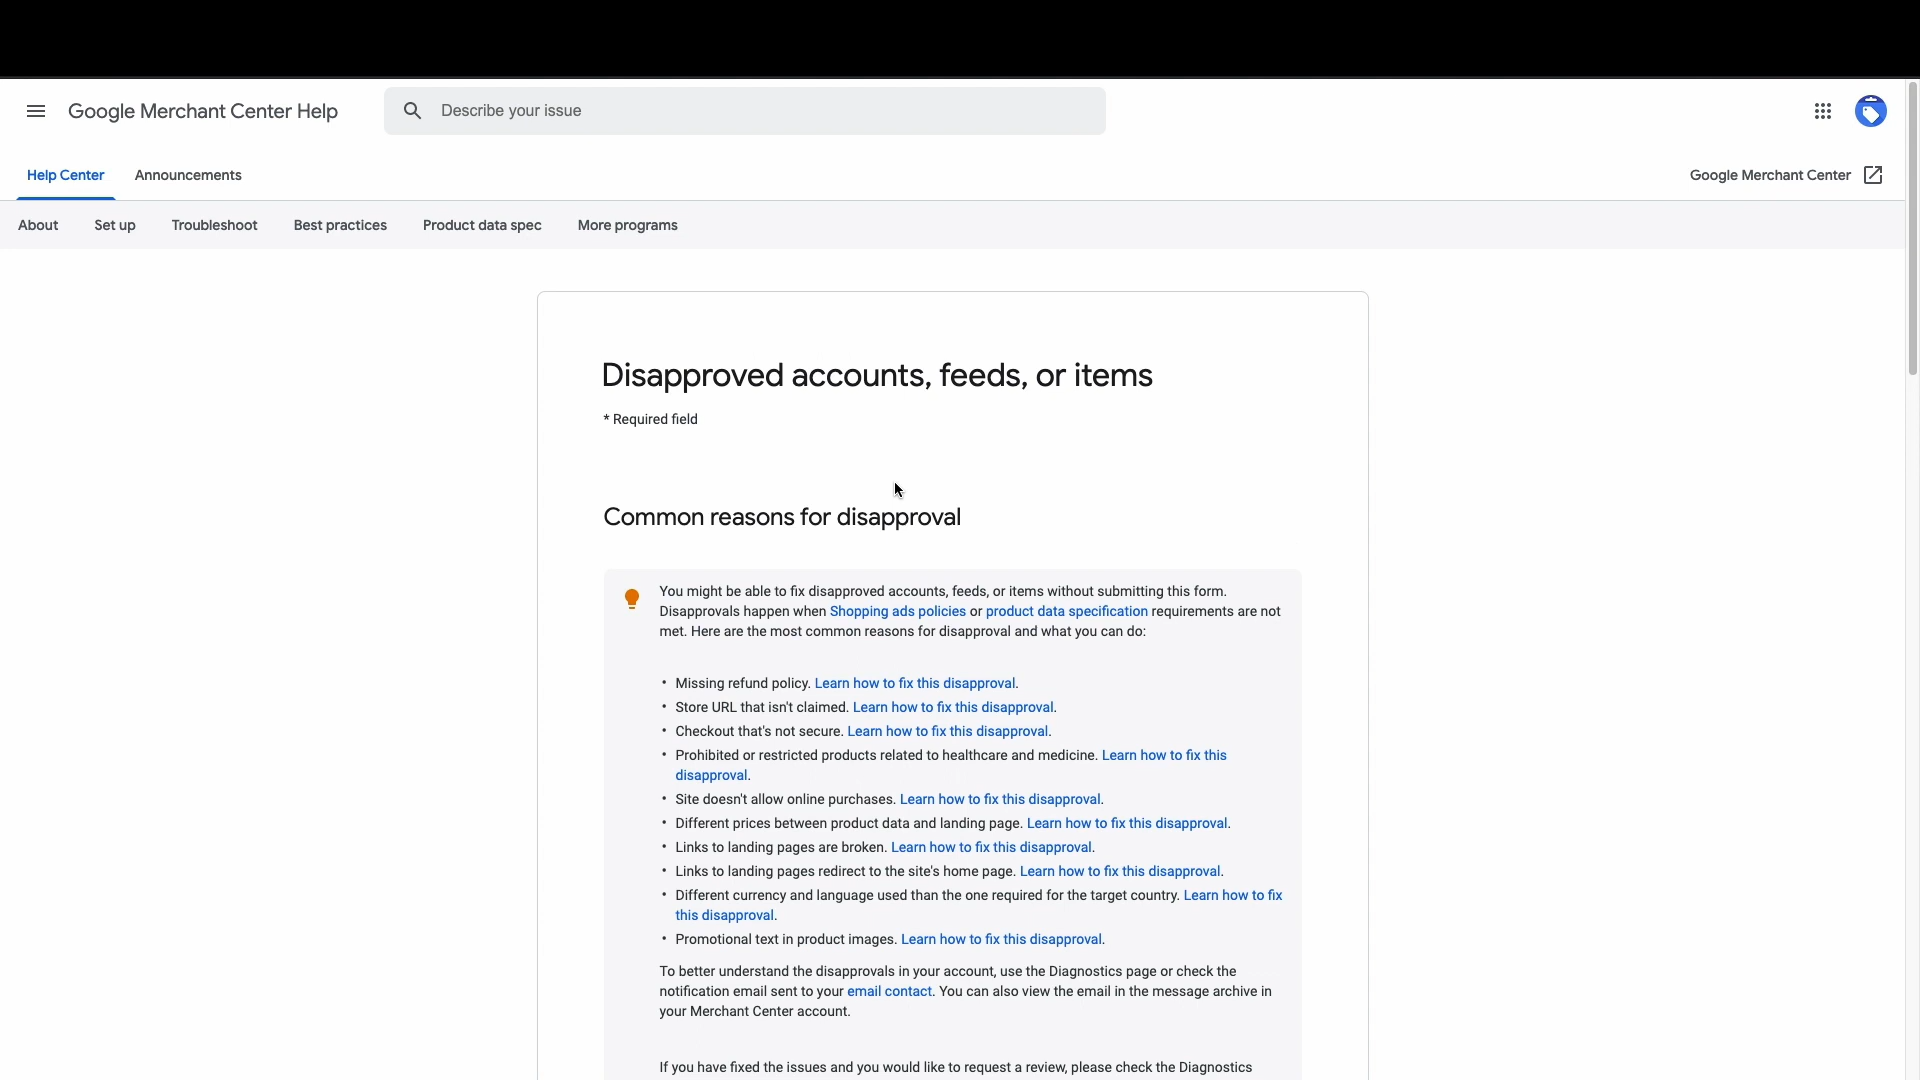 Google Merchant Center Help
Describe your issue
Help Center
Announcements
Google Merchant Center
About
Set up
Troubleshoot
Best practices
Product data spec
More programs
Disapproved accounts, feeds, or items
* Required field
Common reasons for disapproval
You might be able to fix disapproved accounts, feeds, or items without submitting this form.
Disapprovals happen when Shopping ads policies or product data specification requirements are not
met. Here are the most common reasons for disapproval and what you can do:
• Missing refund policy. Learn how to fix this disapproval.
• Store URL that isn't claimed. Learn how to fix this disapproval.
• Checkout that's not secure. Learn how to fix this disapproval.
• Prohibited or restricted products related to healthcare and medicine. Learn how to fix this
disapproval.
• Site doesn't allow online purchases. Learn how to fix this disapproval.
• Different prices between product data and landing page. Learn how to fix this disapproval.
• Links to landing pages are broken. Learn how to fix this disapproval.
• Links to landing pages redirect to the site's home page. Learn how to fix this disapproval.
• Different currency and language used than the one required for the target country. Learn how to fix
this disapproval.
• Promotional text in product images. Learn how to fix this disapproval.
To better understand the disapprovals in your account, use the Diagnostics page or check the
notification email sent to your email contact. You can also view the email in the message archive in
your Merchant Center account.
If you have fixed the issues and you would like to request a review, please check the Diagnostics